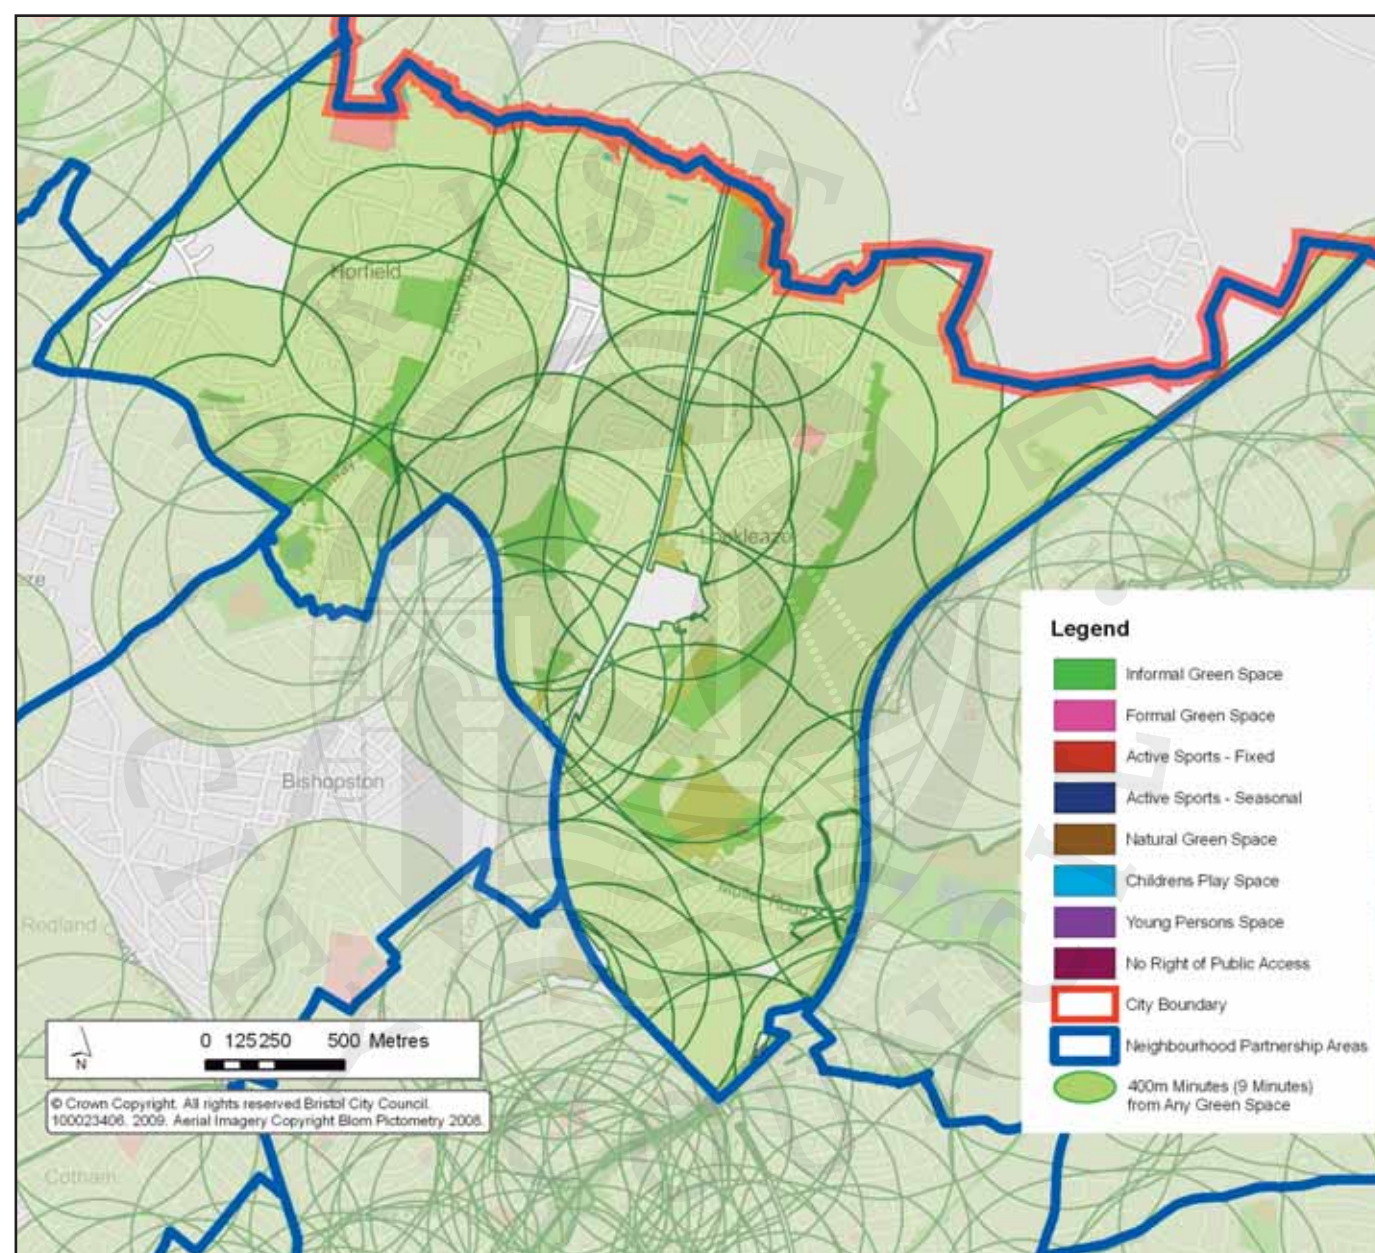 Horfield
Lockleaze
Bishopston
Redland
Cotham
Muller Road
Legend
Informal Green Space
Formal Green Space
Active Sports - Fixed
Active Sports - Seasonal
Natural Green Space
Childrens Play Space
Young Persons Space
No Right of Public Access
City Boundary
Neighbourhood Partnership Areas
400m Minutes (9 Minutes)
from Any Green Space
0 125 250 500 Metres
N
© Crown Copyright. All rights reserved.Bristol City Council.
100023406. 2009. Aerial Imagery Copyright Blom Pictometry 2008.